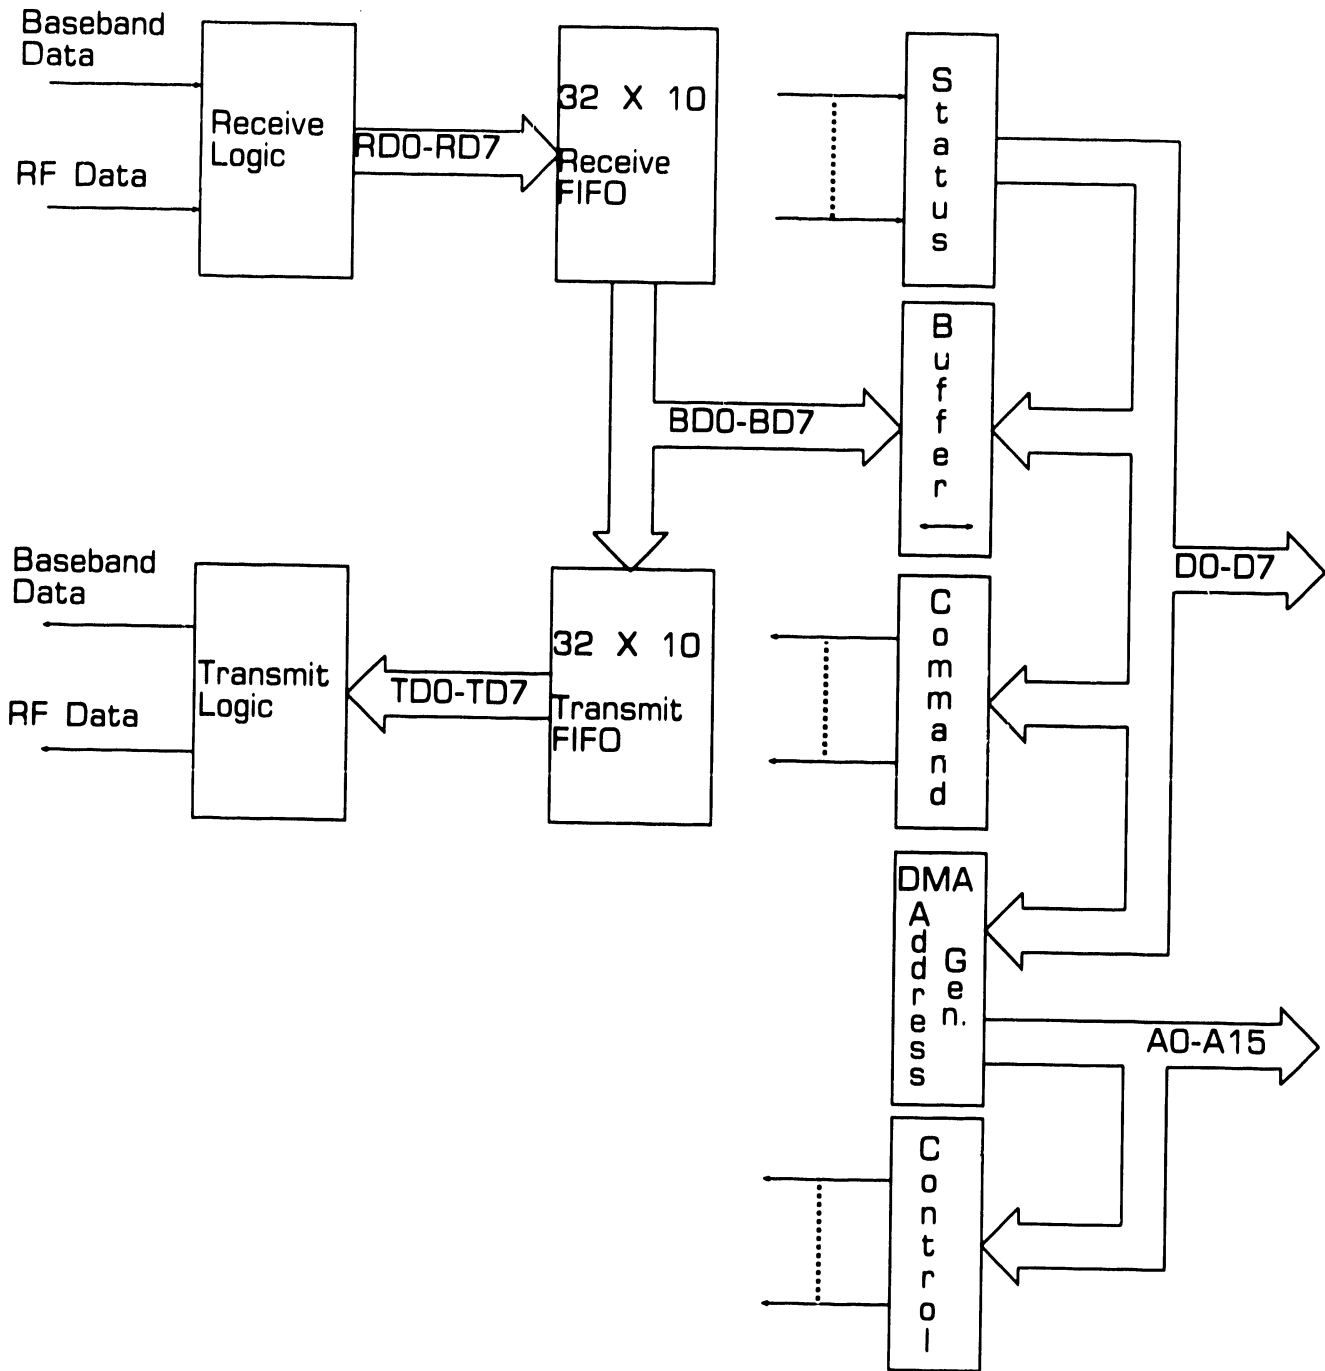 Baseband
Data
RF Data
Receive
Logic
RD0-RD7
32 X 10
Receive
FIFO
Status
Buffer
BD0-BD7
D0-D7
Baseband
Data
RF Data
Transmit
Logic
TD0-TD7
32 X 10
Transmit
FIFO
Command
DMA
Address
Gen.
A0-A15
Control